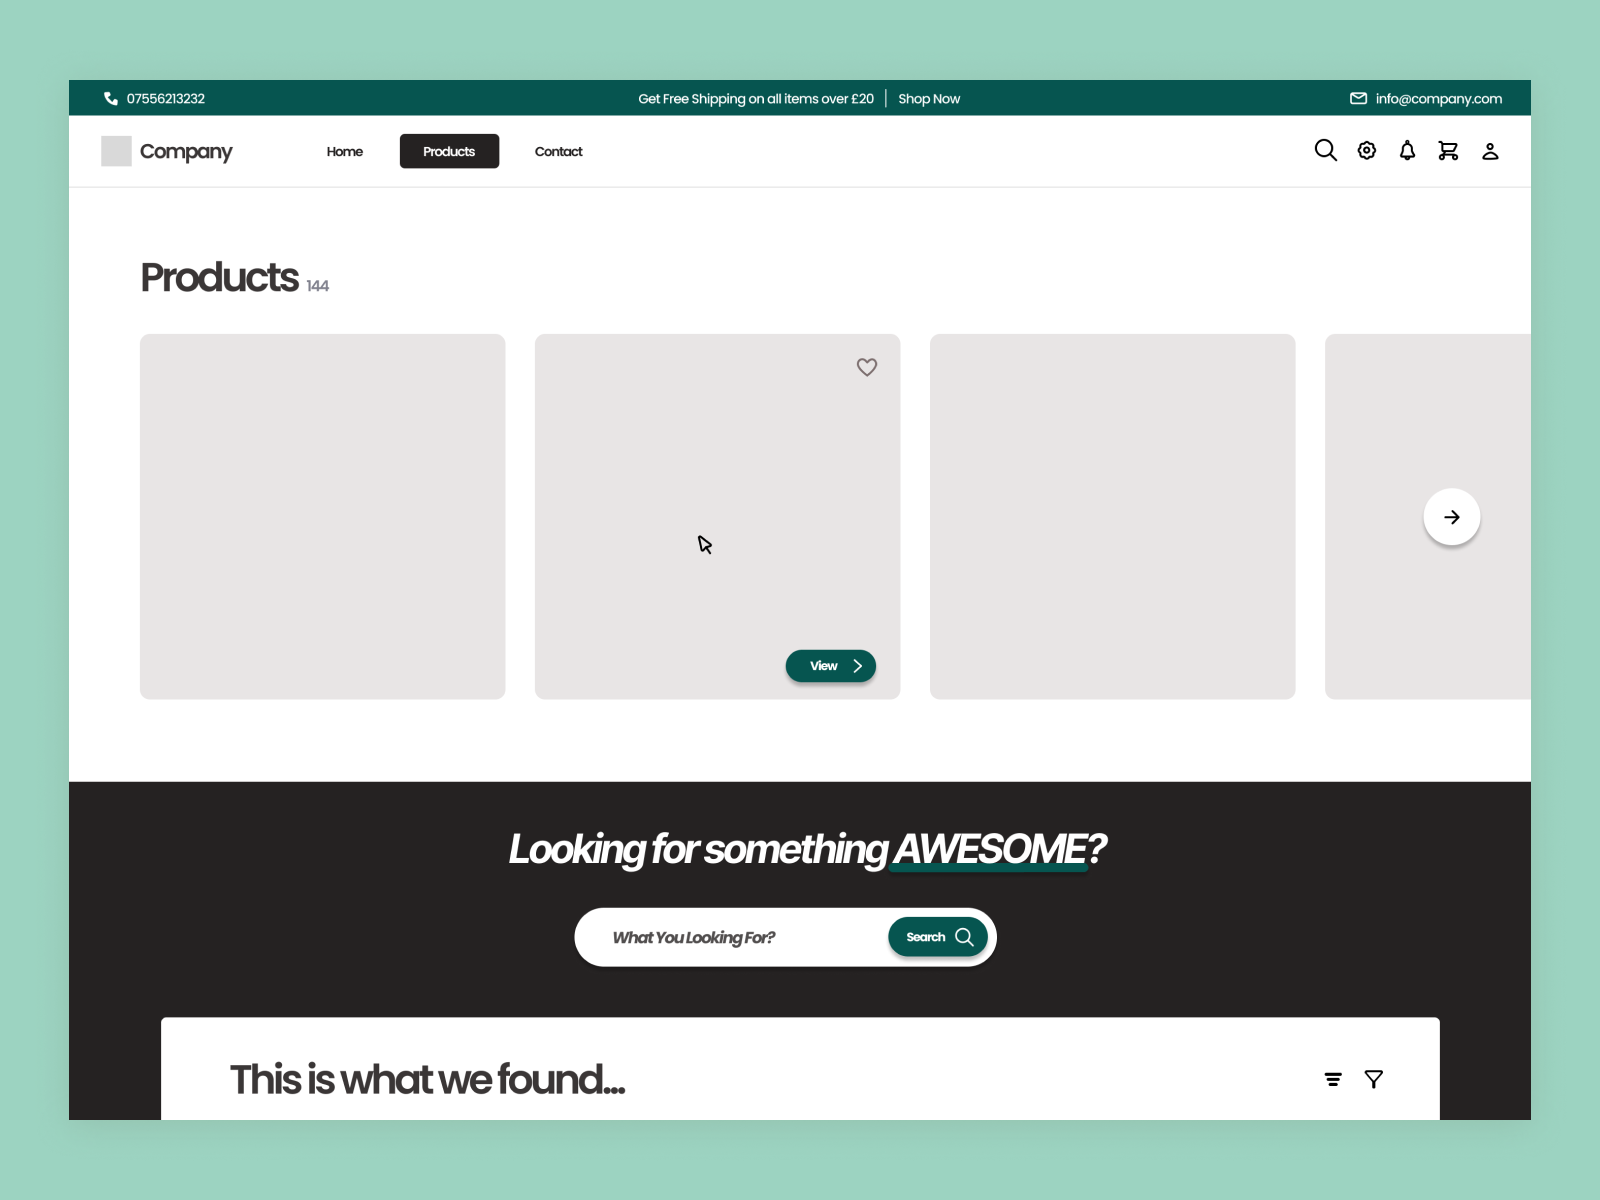 07556213232
Get Free Shipping on all items over £20
Shop Now
info@company.com
Company
Home
Products
Contact
Products 144
View
Looking for something AWESOME?
What You Looking For?
Search
This is what we found...